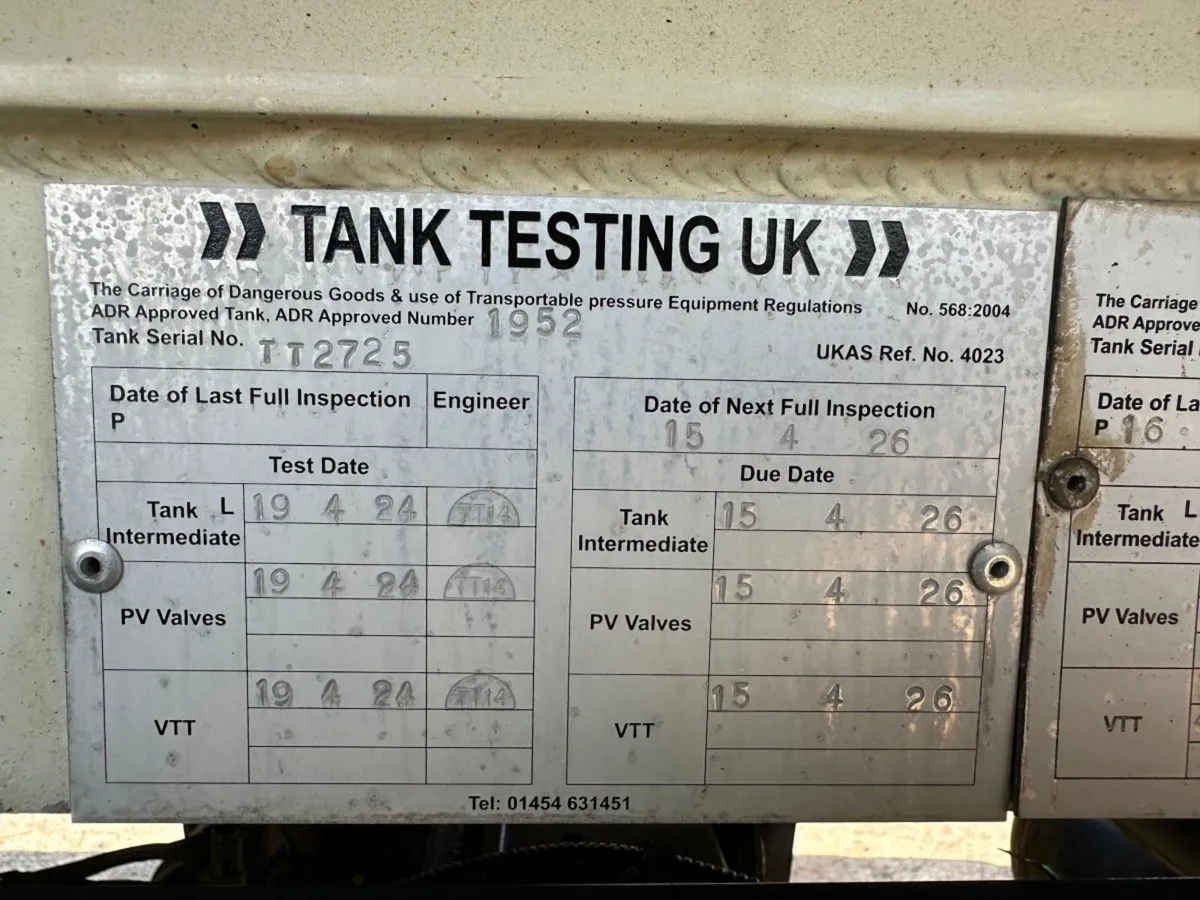 TANK TESTING UK
The Carriage of Dangerous Goods & use of Transportable pressure Equipment Regulations No. 568:2004
ADR Approved Tank, ADR Approved Number 1952
Tank Serial No. TT2725
UKAS Ref. No. 4023
Date of Last Full Inspection Engineer
P
Test Date
Tank L 19 4 24 TT14
Intermediate
PV Valves 19 4 24 TT14
VTT 19 4 24 TT14
Date of Next Full Inspection
15 4 26
Due Date
Tank 15 4 26
Intermediate
PV Valves 15 4 26
VTT 15 4 26
Tel: 01454 631451
The Carriage
ADR Approve
Tank Serial
Date of La
P 16
Tank L
Intermediate
PV Valves
VTT